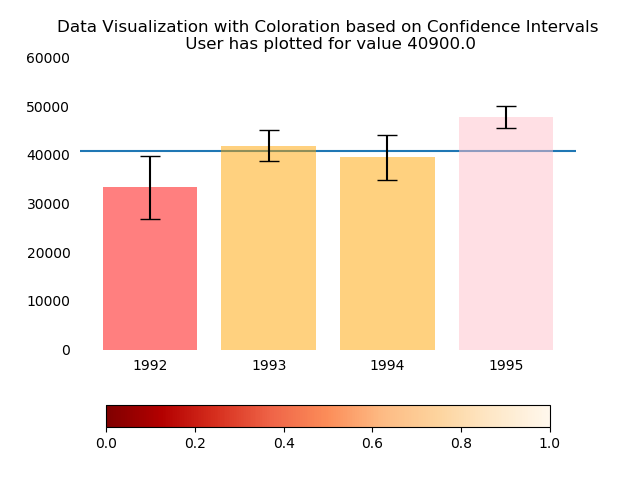 Data Visualization with Coloration based on Confidence Intervals
User has plotted for value 40900.0
60000
50000
40000
30000
20000
10000
0
1992 1993 1994 1995
0.0 0.2 0.4 0.6 0.8 1.0